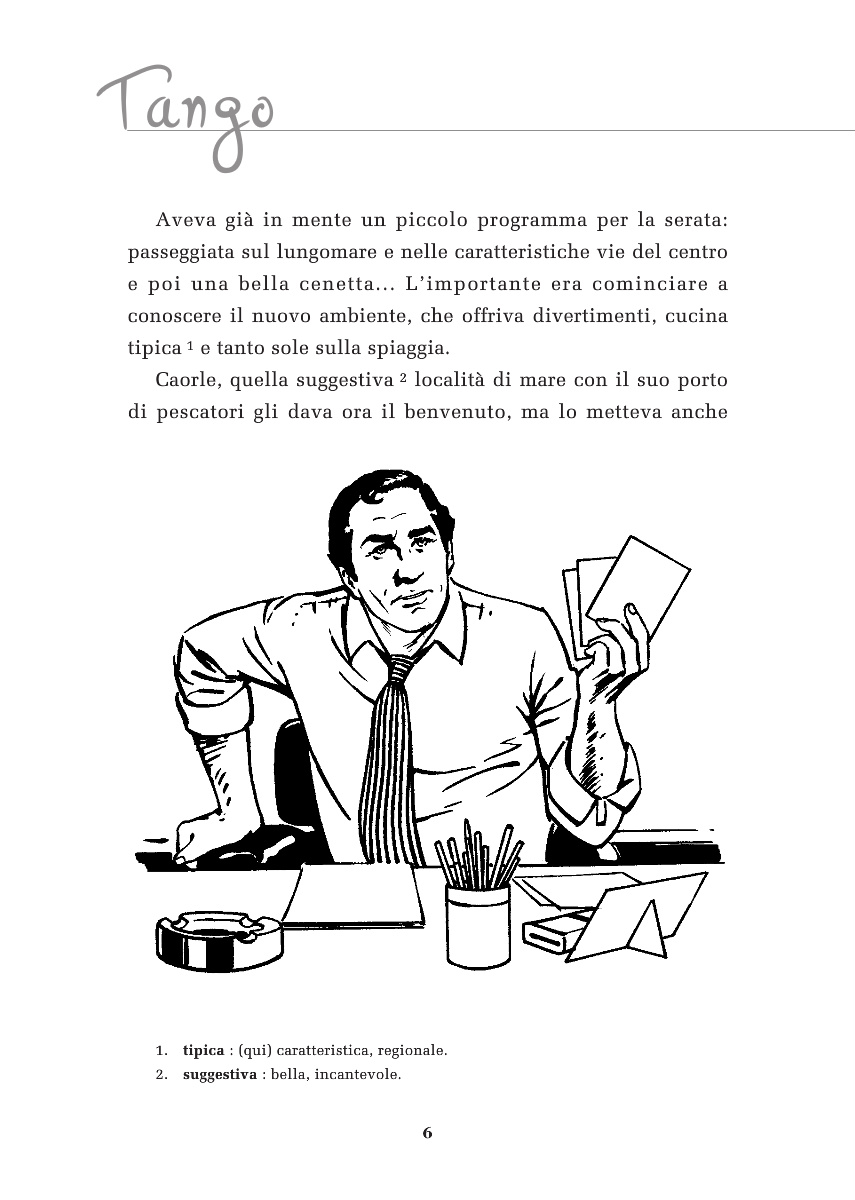 Tango
Aveva già in mente un piccolo programma per la serata:
passeggiata sul lungomare e nelle caratteristiche vie del centro
e poi una bella cenetta... L'importante era cominciare a
conoscere il nuovo ambiente, che offriva divertimenti, cucina
tipica 1 e tanto sole sulla spiaggia.
Caorle, quella suggestiva 2 località di mare con il suo porto
di pescatori gli dava ora il benvenuto, ma lo metteva anche
1. tipica : (qui) caratteristica, regionale.
2. suggestiva : bella, incantevole.
6